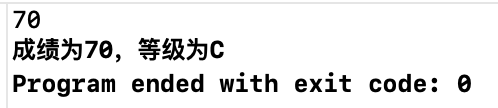 70
成绩为70，等级为C
Program ended with exit code: 0